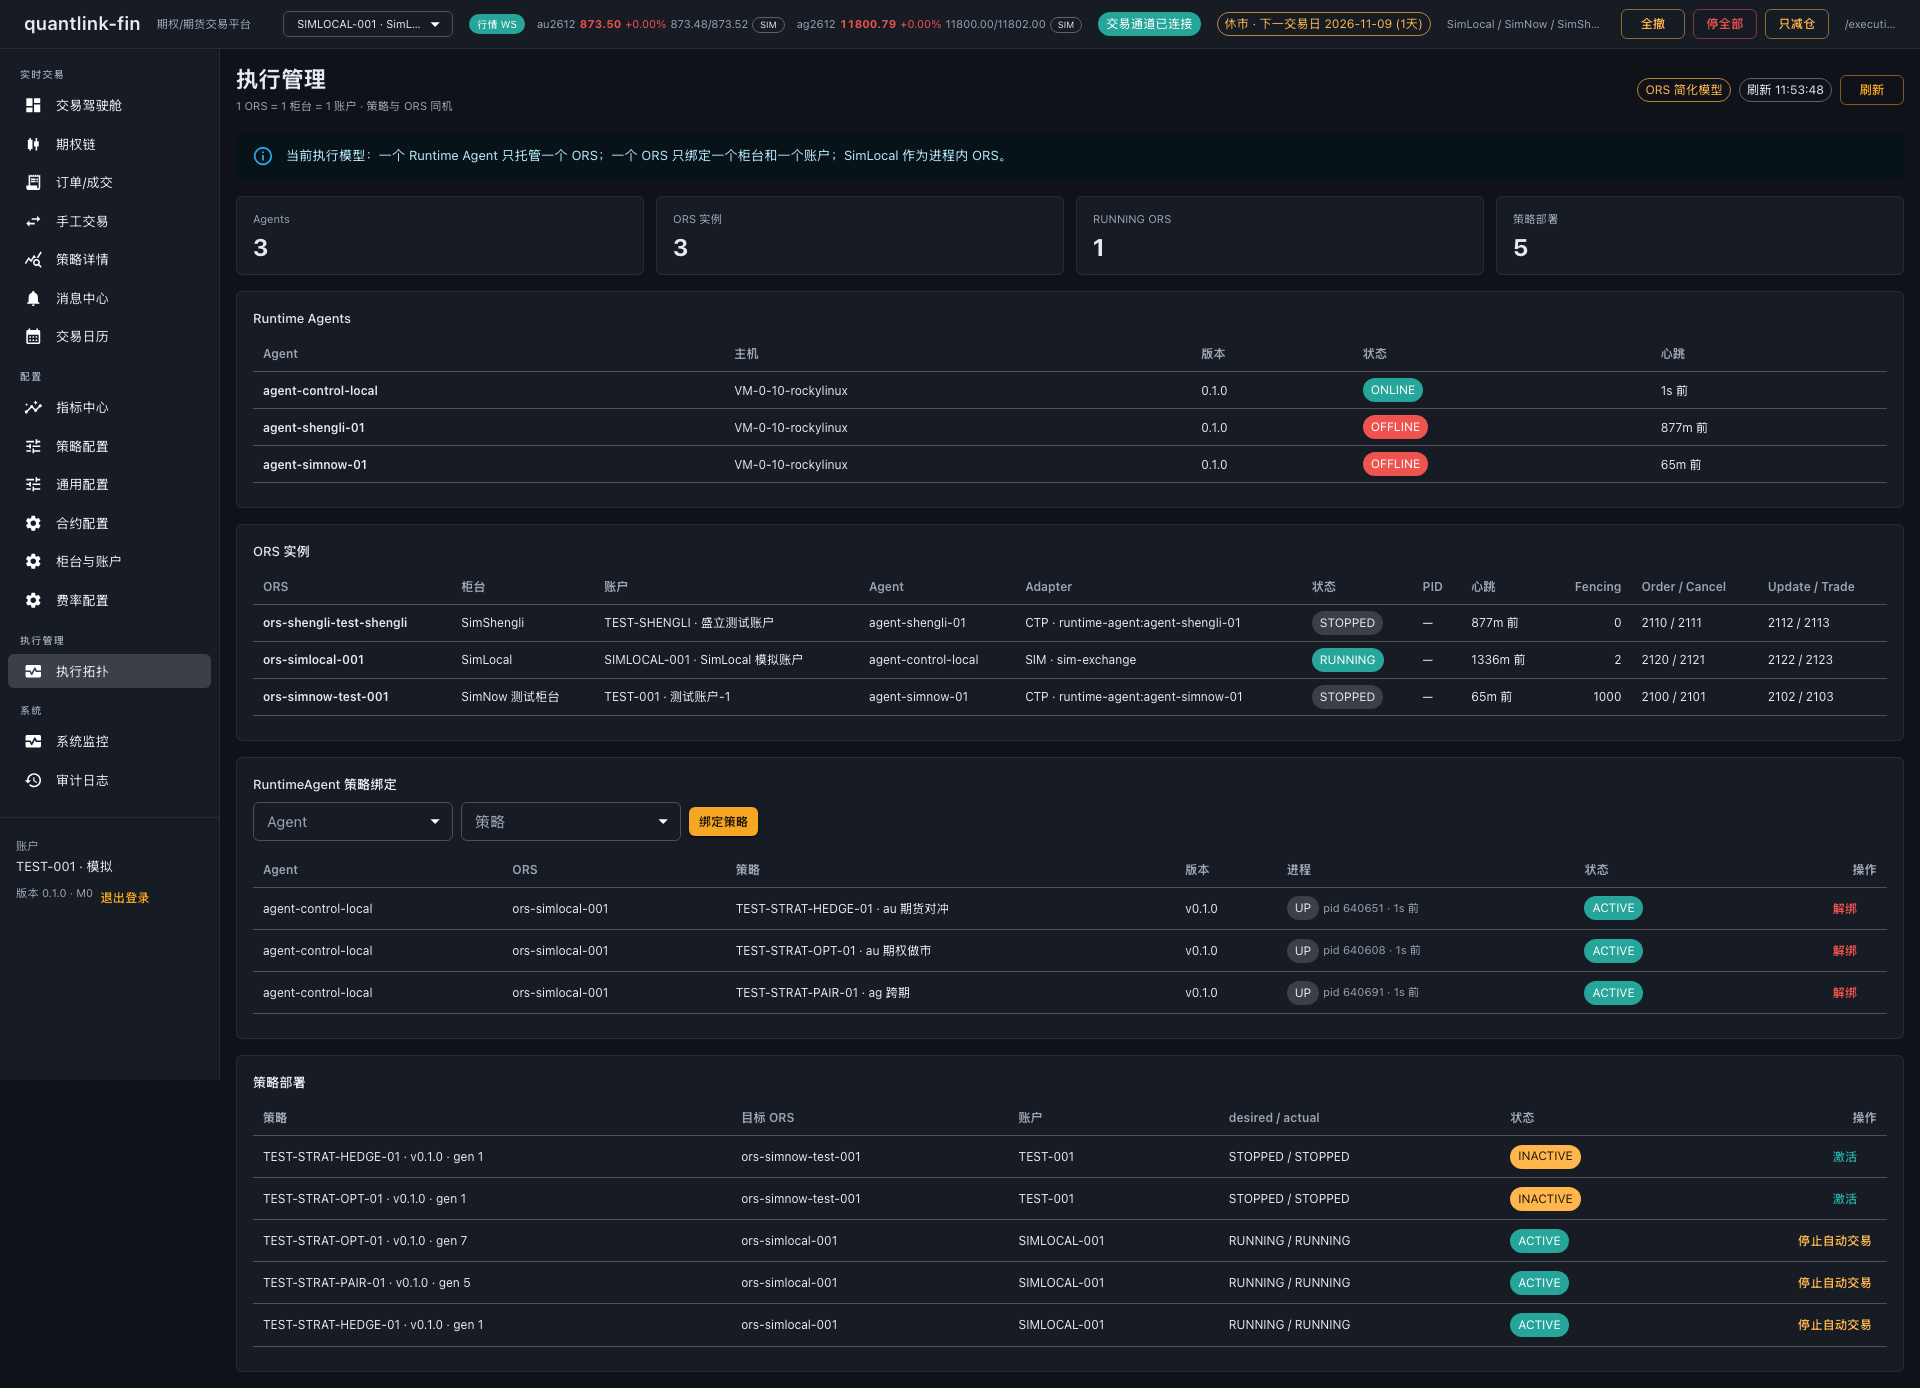 quantlink-fin 期权/期货交易平台 SIMLOCAL-001 · SimL... 行情 WS au2612 873.50 +0.00% 873.48/873.52 SIM ag2612 11800.79 +0.00% 11800.00/11802.00 SIM 交易通道已连接 休市 · 下一交易日 2026-11-09 (1天) SimLocal / SimNow / SimSh... 全撤 停全部 只减仓 /executi...
实时交易
交易驾驶舱
期权链
订单/成交
手工交易
策略详情
消息中心
交易日历
配置
指标中心
策略配置
通用配置
合约配置
柜台与账户
费率配置
执行管理
执行拓扑
系统
系统监控
审计日志
账户
TEST-001 · 模拟
版本 0.1.0 · M0 退出登录
执行管理
1 ORS = 1 柜台 = 1 账户 · 策略与 ORS 同机
ORS 简化模型 刷新 11:53:48 刷新
当前执行模型：一个 Runtime Agent 只托管一个 ORS；一个 ORS 只绑定一个柜台和一个账户；SimLocal 作为进程内 ORS。
Agents
3
ORS 实例
3
RUNNING ORS
1
策略部署
5
Runtime Agents
Agent 主机 版本 状态 心跳
agent-control-local VM-0-10-rockylinux 0.1.0 ONLINE 1s 前
agent-shengli-01 VM-0-10-rockylinux 0.1.0 OFFLINE 877m 前
agent-simnow-01 VM-0-10-rockylinux 0.1.0 OFFLINE 65m 前
ORS 实例
ORS 柜台 账户 Agent Adapter 状态 PID 心跳 Fencing Order / Cancel Update / Trade
ors-shengli-test-shengli SimShengli TEST-SHENGLI · 盛立测试账户 agent-shengli-01 CTP · runtime-agent:agent-shengli-01 STOPPED — 877m 前 0 2110 / 2111 2112 / 2113
ors-simlocal-001 SimLocal SIMLOCAL-001 · SimLocal 模拟账户 agent-control-local SIM · sim-exchange RUNNING — 1336m 前 2 2120 / 2121 2122 / 2123
ors-simnow-test-001 SimNow 测试柜台 TEST-001 · 测试账户-1 agent-simnow-01 CTP · runtime-agent:agent-simnow-01 STOPPED — 65m 前 1000 2100 / 2101 2102 / 2103
RuntimeAgent 策略绑定
Agent 策略 绑定策略
Agent ORS 策略 版本 进程 状态 操作
agent-control-local ors-simlocal-001 TEST-STRAT-HEDGE-01 · au 期货对冲 v0.1.0 UP pid 640651 · 1s 前 ACTIVE 解绑
agent-control-local ors-simlocal-001 TEST-STRAT-OPT-01 · au 期权做市 v0.1.0 UP pid 640608 · 1s 前 ACTIVE 解绑
agent-control-local ors-simlocal-001 TEST-STRAT-PAIR-01 · ag 跨期 v0.1.0 UP pid 640691 · 1s 前 ACTIVE 解绑
策略部署
策略 目标 ORS 账户 desired / actual 状态 操作
TEST-STRAT-HEDGE-01 · v0.1.0 · gen 1 ors-simnow-test-001 TEST-001 STOPPED / STOPPED INACTIVE 激活
TEST-STRAT-OPT-01 · v0.1.0 · gen 1 ors-simnow-test-001 TEST-001 STOPPED / STOPPED INACTIVE 激活
TEST-STRAT-OPT-01 · v0.1.0 · gen 7 ors-simlocal-001 SIMLOCAL-001 RUNNING / RUNNING ACTIVE 停止自动交易
TEST-STRAT-PAIR-01 · v0.1.0 · gen 5 ors-simlocal-001 SIMLOCAL-001 RUNNING / RUNNING ACTIVE 停止自动交易
TEST-STRAT-HEDGE-01 · v0.1.0 · gen 1 ors-simlocal-001 SIMLOCAL-001 RUNNING / RUNNING ACTIVE 停止自动交易